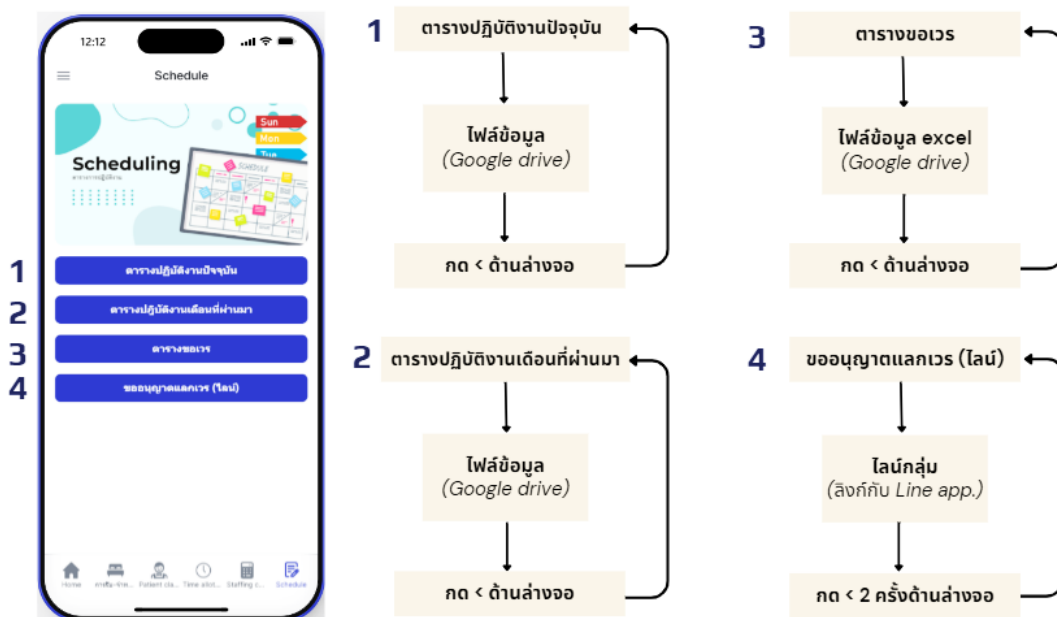 12:12
Schedule
Sun
Mon
Tue
Scheduling
SCHEDULE
1
ตารางปฏิบัติงานปัจจุบัน
2
ตารางปฏิบัติงานเดือนที่ผ่านมา
3
ตารางขอเวร
4
ขออนุญาตแลกเวร (ไลน์)
Home
Patient cla...
Time allot...
Staffing c...
Schedule
1
ตารางปฏิบัติงานปัจจุบัน
ไฟล์ข้อมูล
(Google drive)
กด < ด้านล่างจอ
2
ตารางปฏิบัติงานเดือนที่ผ่านมา
ไฟล์ข้อมูล
(Google drive)
กด < ด้านล่างจอ
3
ตารางขอเวร
ไฟล์ข้อมูล excel
(Google drive)
กด < ด้านล่างจอ
4
ขออนุญาตแลกเวร (ไลน์)
ไลน์กลุ่ม
(ลิงก์กับ Line app.)
กด < 2 ครั้งด้านล่างจอ